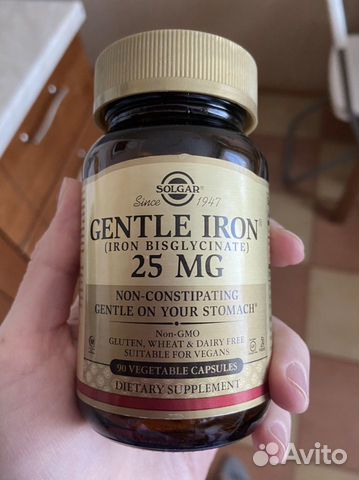 SOLGAR®
Since 1947
GENTLE IRON®
(IRON BISGLYCINATE)
25 MG
NON-CONSTIPATING
GENTLE ON YOUR STOMACH*
Non-GMO
GLUTEN, WHEAT & DAIRY FREE
SUITABLE FOR VEGANS
90 VEGETABLE CAPSULES
DIETARY SUPPLEMENT
Avito